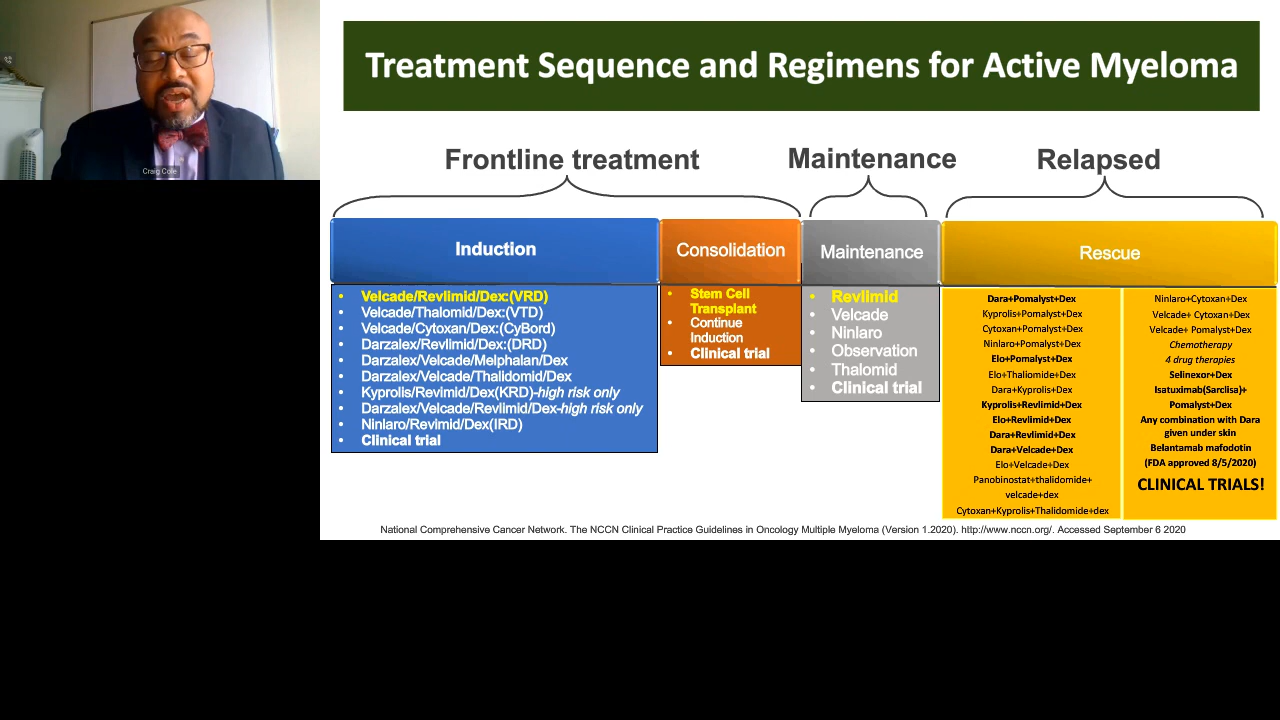 Craig Cole
Treatment Sequence and Regimens for Active Myeloma
Frontline treatment
Maintenance
Relapsed
Induction
Consolidation
Maintenance
Rescue
• Velcade/Revlimid/Dex:(VRD)
• Velcade/Thalomid/Dex:(VTD)
• Velcade/Cytoxan/Dex:(CyBord)
• Darzalex/Revlimid/Dex:(DRD)
• Darzalex/Velcade/Melphalan/Dex
• Darzalex/Velcade/Thalidomid/Dex
• Kyprolis/Revimid/Dex(KRD)-high risk only
• Darzalex/Velcade/Revlimid/Dex-high risk only
• Ninlaro/Revimid/Dex(IRD)
• Clinical trial
• Stem Cell
Transplant
• Continue
Induction
• Clinical trial
• Revlimid
• Velcade
• Ninlaro
• Observation
• Thalomid
• Clinical trial
Dara+Pomalyst+Dex
Kyprolis+Pomalyst+Dex
Cytoxan+Pomalyst+Dex
Ninlaro+Pomalyst+Dex
Elo+Pomalyst+Dex
Elo+Thaliomide+Dex
Dara+Kyprolis+Dex
Kyprolis+Revlimid+Dex
Elo+Revlimid+Dex
Dara+Revlimid+Dex
Dara+Velcade+Dex
Elo+Velcade+Dex
Panobinostat+thalidomide+
velcade+dex
Cytoxan+Kyprolis+Thalidomide+dex
Ninlaro+Cytoxan+Dex
Velcade+ Cytoxan+Dex
Velcade+ Pomalyst+Dex
Chemotherapy
4 drug therapies
Selinexor+Dex
Isatuximab(Sarclisa)+
Pomalyst+Dex
Any combination with Dara
given under skin
Belantamab mafodotin
(FDA approved 8/5/2020)
CLINICAL TRIALS!
National Comprehensive Cancer Network. The NCCN Clinical Practice Guidelines in Oncology Multiple Myeloma (Version 1.2020). http://www.nccn.org/. Accessed September 6 2020